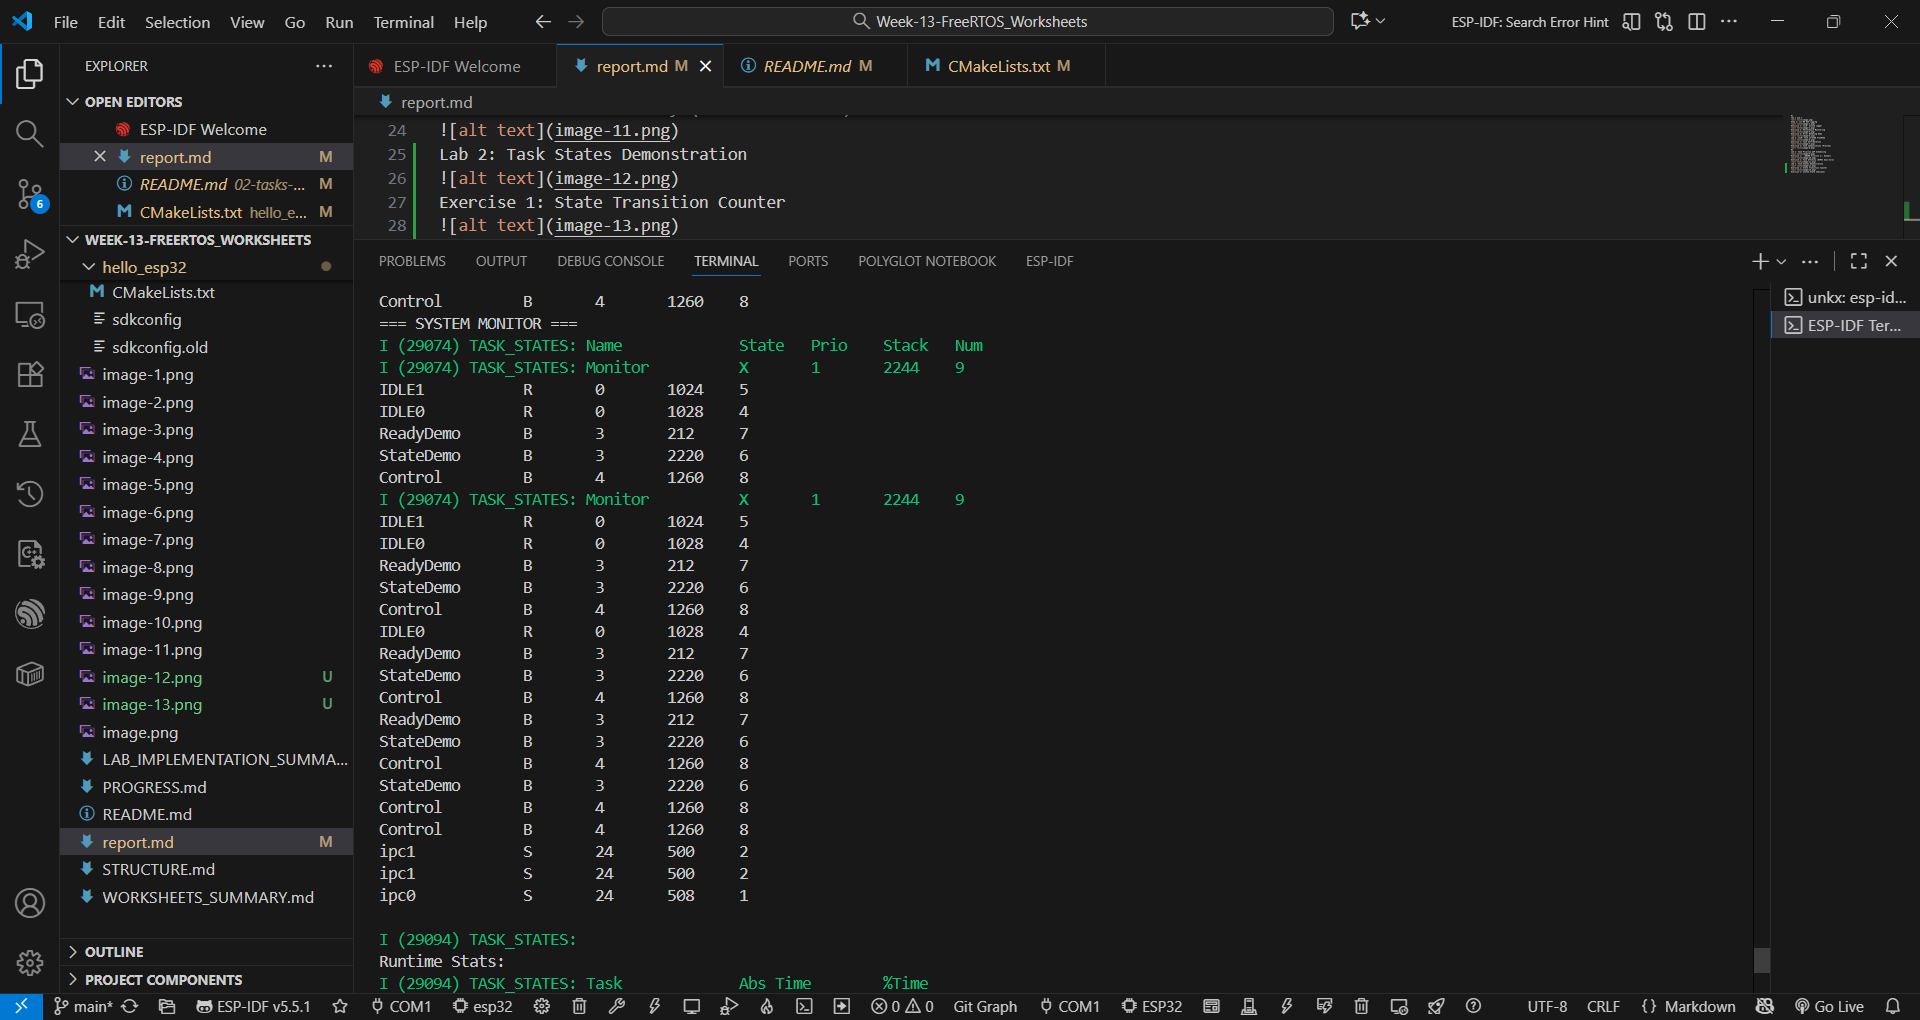 File Edit Selection View Go Run Terminal Help
Week-13-FreeRTOS_Worksheets
ESP-IDF: Search Error Hint
EXPLORER
OPEN EDITORS
ESP-IDF Welcome
report.md M
README.md 02-tasks-... M
CMakeLists.txt hello_e... M
WEEK-13-FREERTOS_WORKSHEETS
hello_esp32
CMakeLists.txt
sdkconfig
sdkconfig.old
image-1.png
image-2.png
image-3.png
image-4.png
image-5.png
image-6.png
image-7.png
image-8.png
image-9.png
image-10.png
image-11.png
image-12.png U
image-13.png U
image.png
LAB_IMPLEMENTATION_SUMMA...
PROGRESS.md
README.md
report.md M
STRUCTURE.md
WORKSHEETS_SUMMARY.md
OUTLINE
PROJECT COMPONENTS
6
ESP-IDF Welcome report.md M README.md M CMakeLists.txt M
report.md
24 ![alt text](image-11.png)
25 Lab 2: Task States Demonstration
26 ![alt text](image-12.png)
27 Exercise 1: State Transition Counter
28 ![alt text](image-13.png)
PROBLEMS OUTPUT DEBUG CONSOLE TERMINAL PORTS POLYGLOT NOTEBOOK ESP-IDF
unkx: esp-id...
ESP-IDF Ter...
Control B 4 1260 8
=== SYSTEM MONITOR ===
I (29074) TASK_STATES: Name State Prio Stack Num
I (29074) TASK_STATES: Monitor X 1 2244 9
IDLE1 R 0 1024 5
IDLE0 R 0 1028 4
ReadyDemo B 3 212 7
StateDemo B 3 2220 6
Control B 4 1260 8
I (29074) TASK_STATES: Monitor X 1 2244 9
IDLE1 R 0 1024 5
IDLE0 R 0 1028 4
ReadyDemo B 3 212 7
StateDemo B 3 2220 6
Control B 4 1260 8
IDLE0 R 0 1028 4
ReadyDemo B 3 212 7
StateDemo B 3 2220 6
Control B 4 1260 8
ReadyDemo B 3 212 7
StateDemo B 3 2220 6
Control B 4 1260 8
StateDemo B 3 2220 6
Control B 4 1260 8
Control B 4 1260 8
ipc1 S 24 500 2
ipc1 S 24 500 2
ipc0 S 24 508 1
I (29094) TASK_STATES:
Runtime Stats:
I (29094) TASK_STATES: Task Abs Time %Time
main* ESP-IDF v5.5.1 COM1 esp32 0 0 Git Graph COM1 ESP32 UTF-8 CRLF {} Markdown Go Live